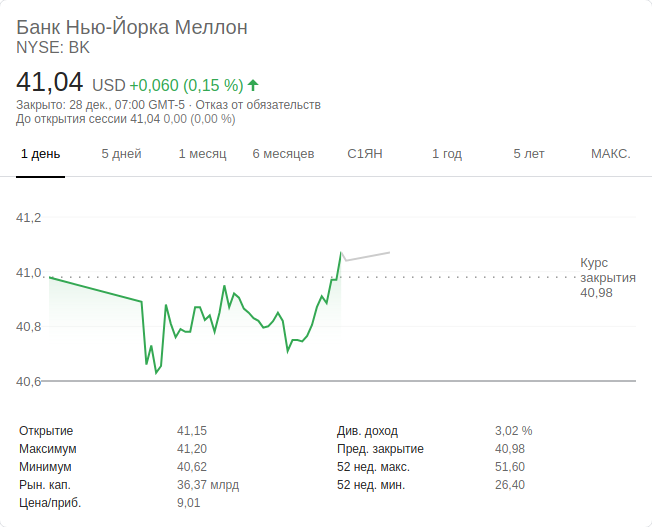 Банк Нью-Йорка Меллон
NYSE: BK
41,04 USD +0,060 (0,15 %)
Закрыто: 28 дек., 07:00 GMT-5 · Отказ от обязательств
До открытия сессии 41,04 0,00 (0,00 %)
1 день 5 дней 1 месяц 6 месяцев С1ЯН 1 год 5 лет МАКС.
41,2
Курс
41,0 закрытия
40,98
40,8
40,6
Открытие 41,15 Див. доход 3,02 %
Максимум 41,20 Пред. закрытие 40,98
Минимум 40,62 52 нед. макс. 51,60
Рын. кап. 36,37 млрд 52 нед. мин. 26,40
Цена/приб. 9,01